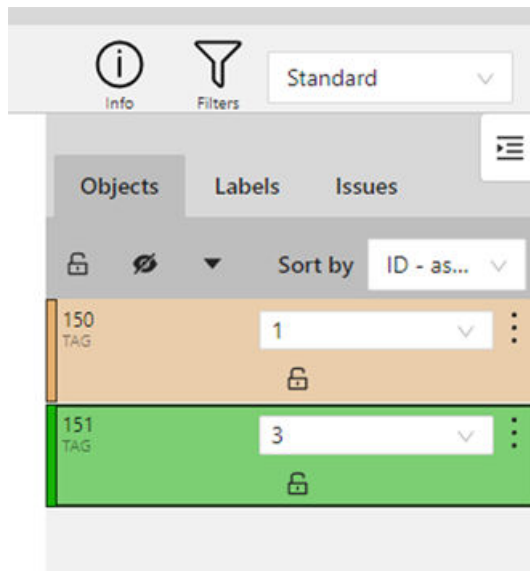 Info
Filters
Standard
Objects Labels Issues
Sort by ID - as...
150 1
TAG
151 3
TAG